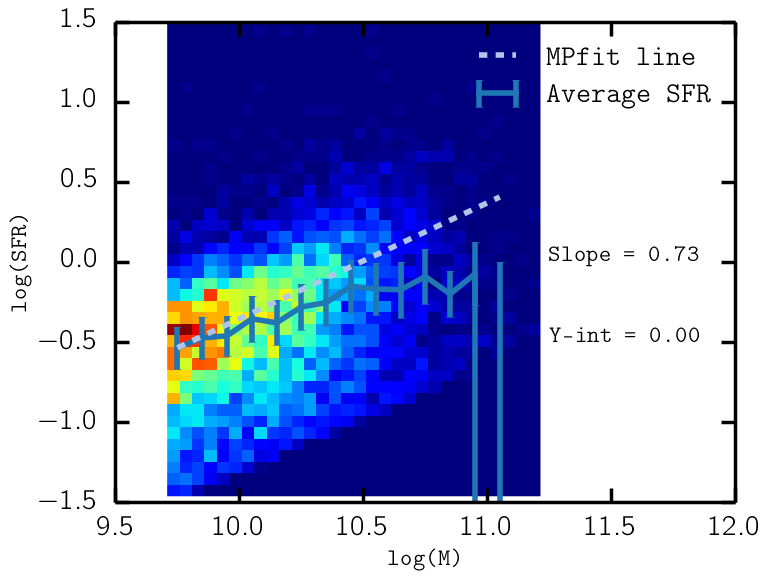 1.5
1.0
0.5
0.0
−0.5
−1.0
−1.5
MPfit line
Average SFR
Slope = 0.73
Y-int = 0.00
log(SFR)
9.5 10.0 10.5 11.0 11.5 12.0
log(M)